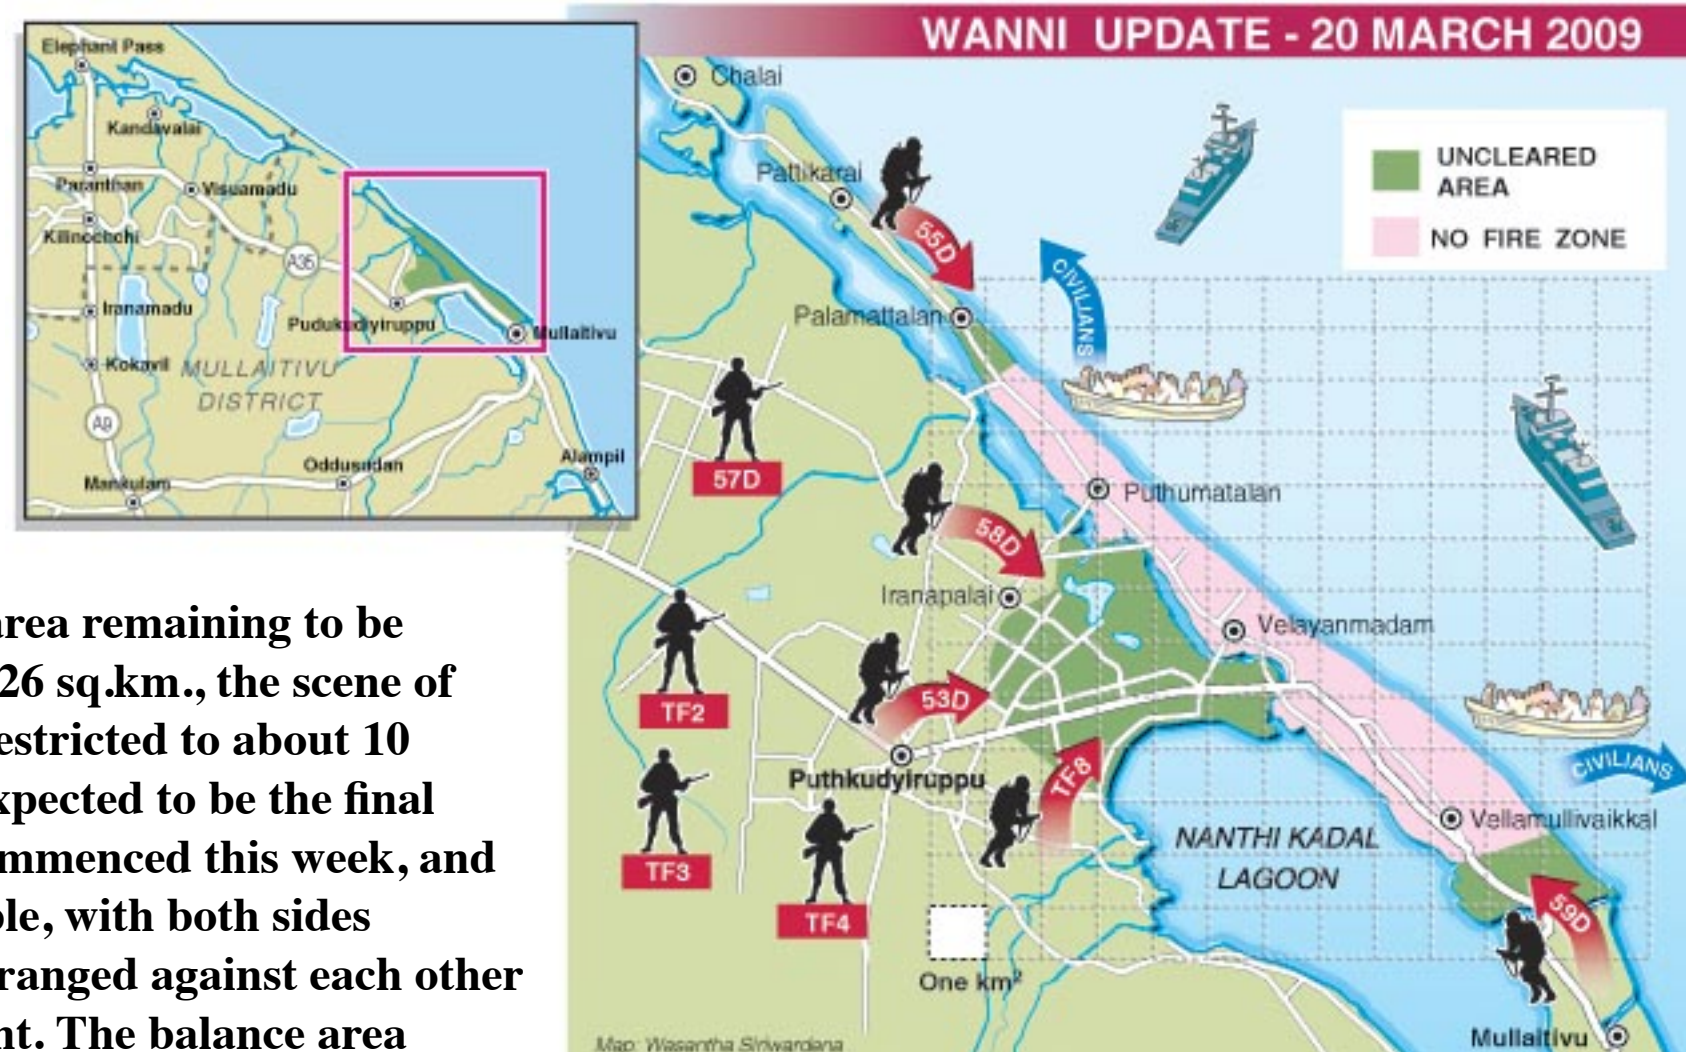 WANNI UPDATE - 20 MARCH 2009
Elephant Pass
Kandavalai
Paranthan
Visuamadu
Kilinochchi
A35
Iranamadu
Pudukudiyiruppu
Mullaitivu
Kokavil
MULLAITIVU
DISTRICT
A9
Oddusudan
Alampil
Mankulam
Chalai
Pattikarai
55D
UNCLEARED
AREA
NO FIRE ZONE
CIVILIANS
Palamattalan
57D
Puthumatalan
58D
Iranapalai
Velayanmadam
TF2
53D
Puthkudyiruppu
TF8
CIVILIANS
TF3
TF4
Vellamullivaikkal
NANTHI KADAL
LAGOON
59D
One km²
Mullaitivu
Map: Wasantha Siriwardana
area remaining to be
26 sq.km., the scene of
estricted to about 10
xpected to be the final
mmenced this week, and
ole, with both sides
ranged against each other
nt. The balance area